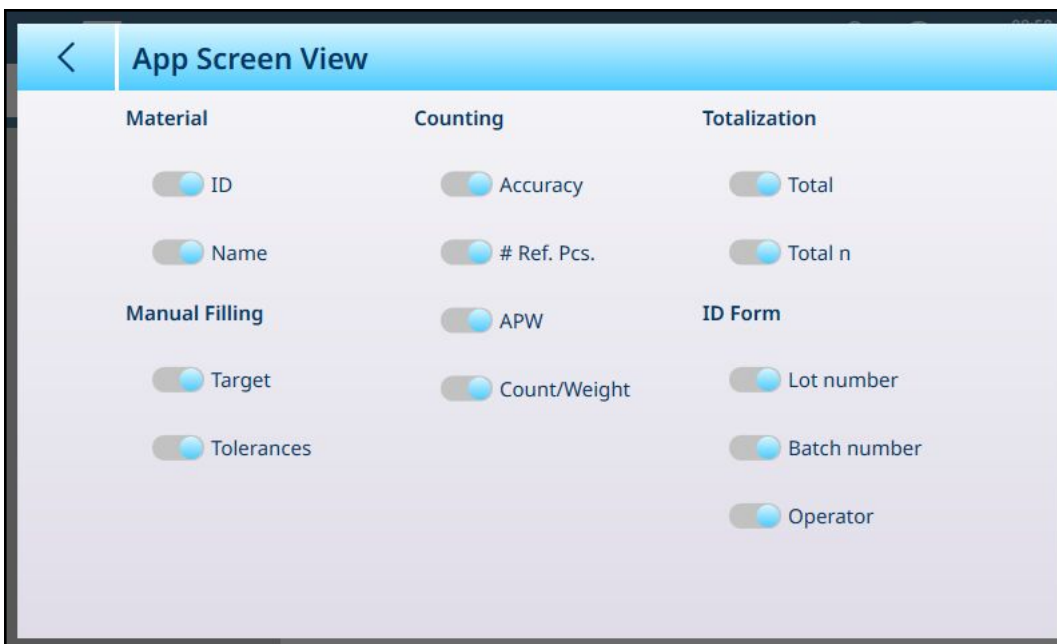 App Screen View
Material
ID
Name
Manual Filling
Target
Tolerances
Counting
Accuracy
# Ref. Pcs.
APW
Count/Weight
Totalization
Total
Total n
ID Form
Lot number
Batch number
Operator